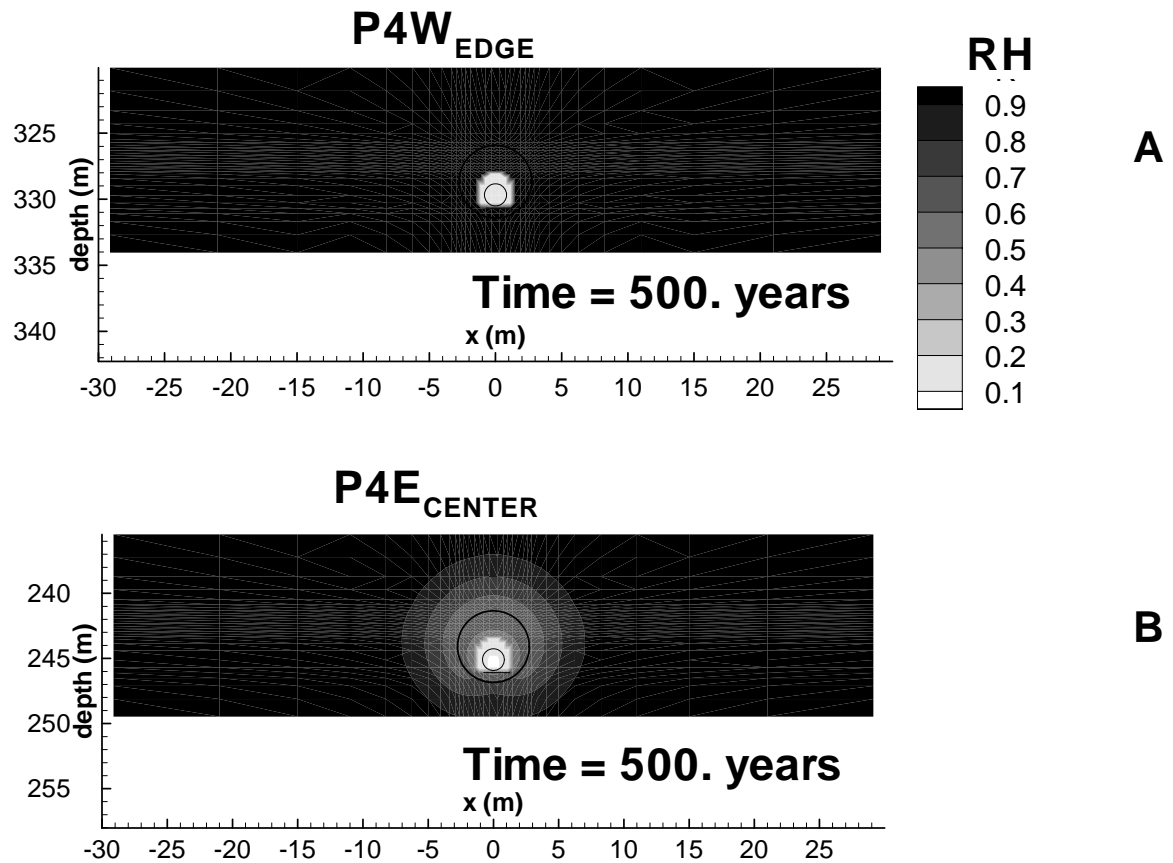 P4W EDGE
RH
0.9
0.8
0.7
0.6
0.5
0.4
0.3
0.2
0.1
A
325
330
335
340
depth (m)
Time = 500. years
x (m)
-30 -25 -20 -15 -10 -5 0 5 10 15 20 25
P4E CENTER
B
240
245
250
255
depth (m)
Time = 500. years
x (m)
-30 -25 -20 -15 -10 -5 0 5 10 15 20 25